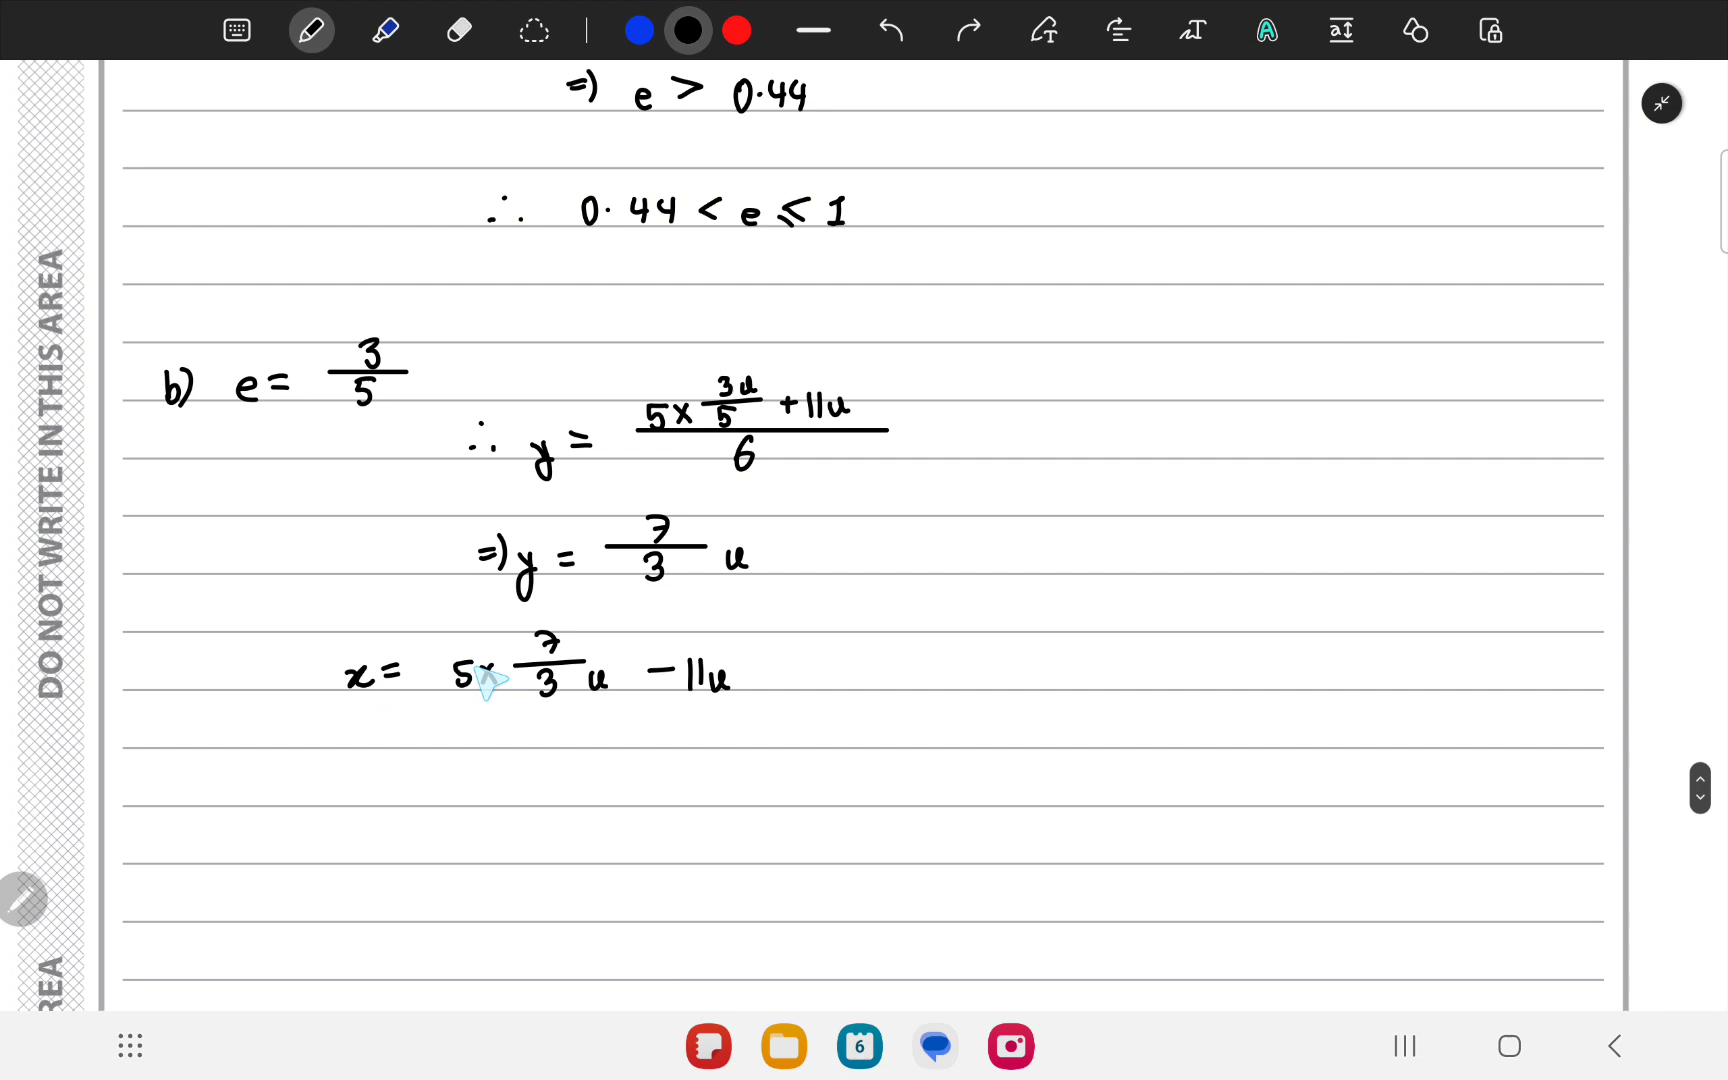 ⇒) e > 0.44
∴ 0.44 < e ⩽ 1
b) e = 3/5
∴ y = (5 × 3u/5 + 11u)/6
⇒) y = 7/3 u
x = 5 × 7/3 u − 11u
DO NOT WRITE IN THIS AREA
REA
6